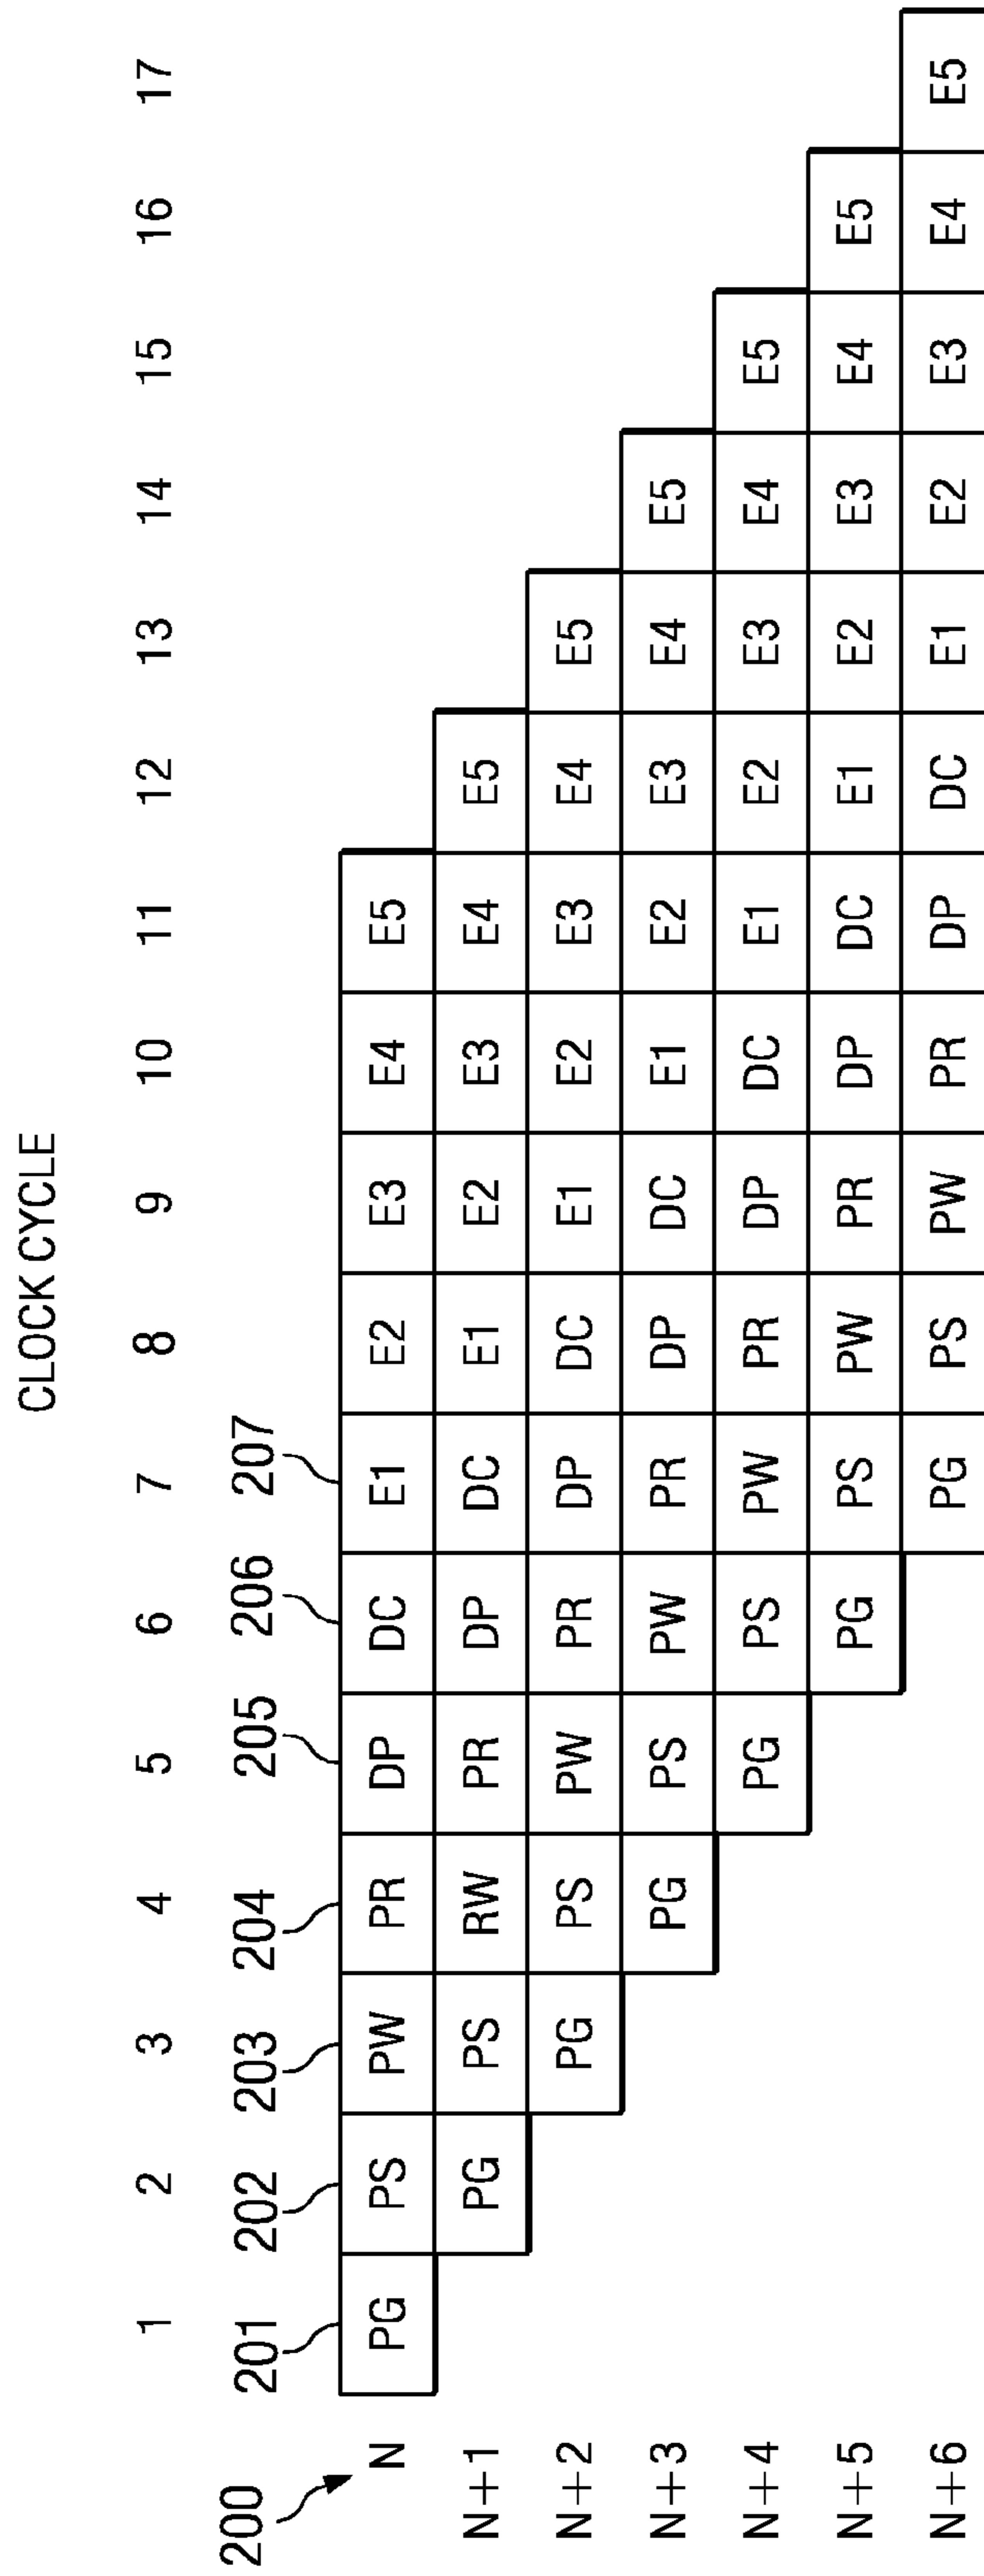 CLOCK CYCLE
1 2 3 4 5 6 7 8 9 10 11 12 13 14 15 16 17
200 201 202 203 204 205 206 207
N PG PS PW PR DP DC E1 E2 E3 E4 E5
N+1 PG PS RW PR DP DC E1 E2 E3 E4 E5
N+2 PG PS PW PR DP DC E1 E2 E3 E4 E5
N+3 PG PS PW PR DP DC E1 E2 E3 E4 E5
N+4 PG PS PW PR DP DC E1 E2 E3 E4 E5
N+5 PG PS PW PR DP DC E1 E2 E3 E4 E5
N+6 PG PS PW PR DP DC E1 E2 E3 E4 E5